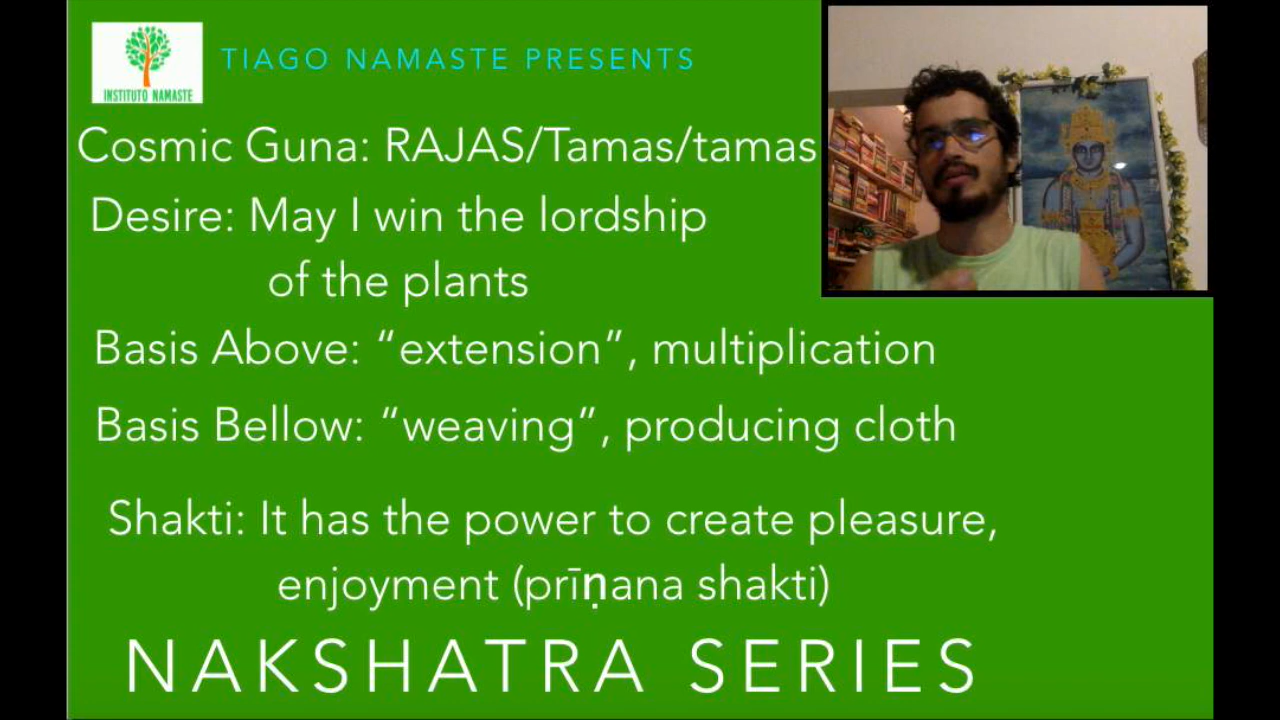 INSTITUTO NAMASTE
TIAGO NAMASTE PRESENTS
Cosmic Guna: RAJAS/Tamas/tamas
Desire: May I win the lordship
of the plants
Basis Above: “extension”, multiplication
Basis Bellow: “weaving”, producing cloth
Shakti: It has the power to create pleasure,
enjoyment (prīṇana shakti)
NAKSHATRA SERIES